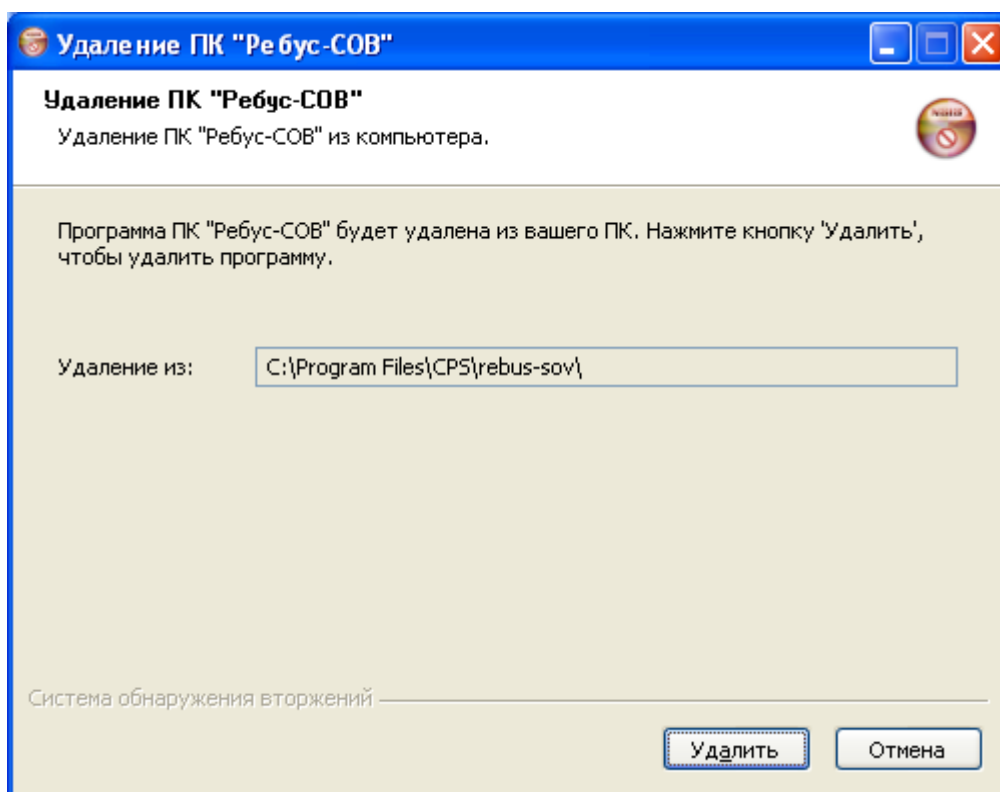 Удаление ПК "Ребус-СОВ"
Удаление ПК "Ребус-СОВ"
Удаление ПК "Ребус-СОВ" из компьютера.
Программа ПК "Ребус-СОВ" будет удалена из вашего ПК. Нажмите кнопку 'Удалить',
чтобы удалить программу.
Удаление из: C:\Program Files\CPS\rebus-sov\
Система обнаружения вторжений
Удалить Отмена